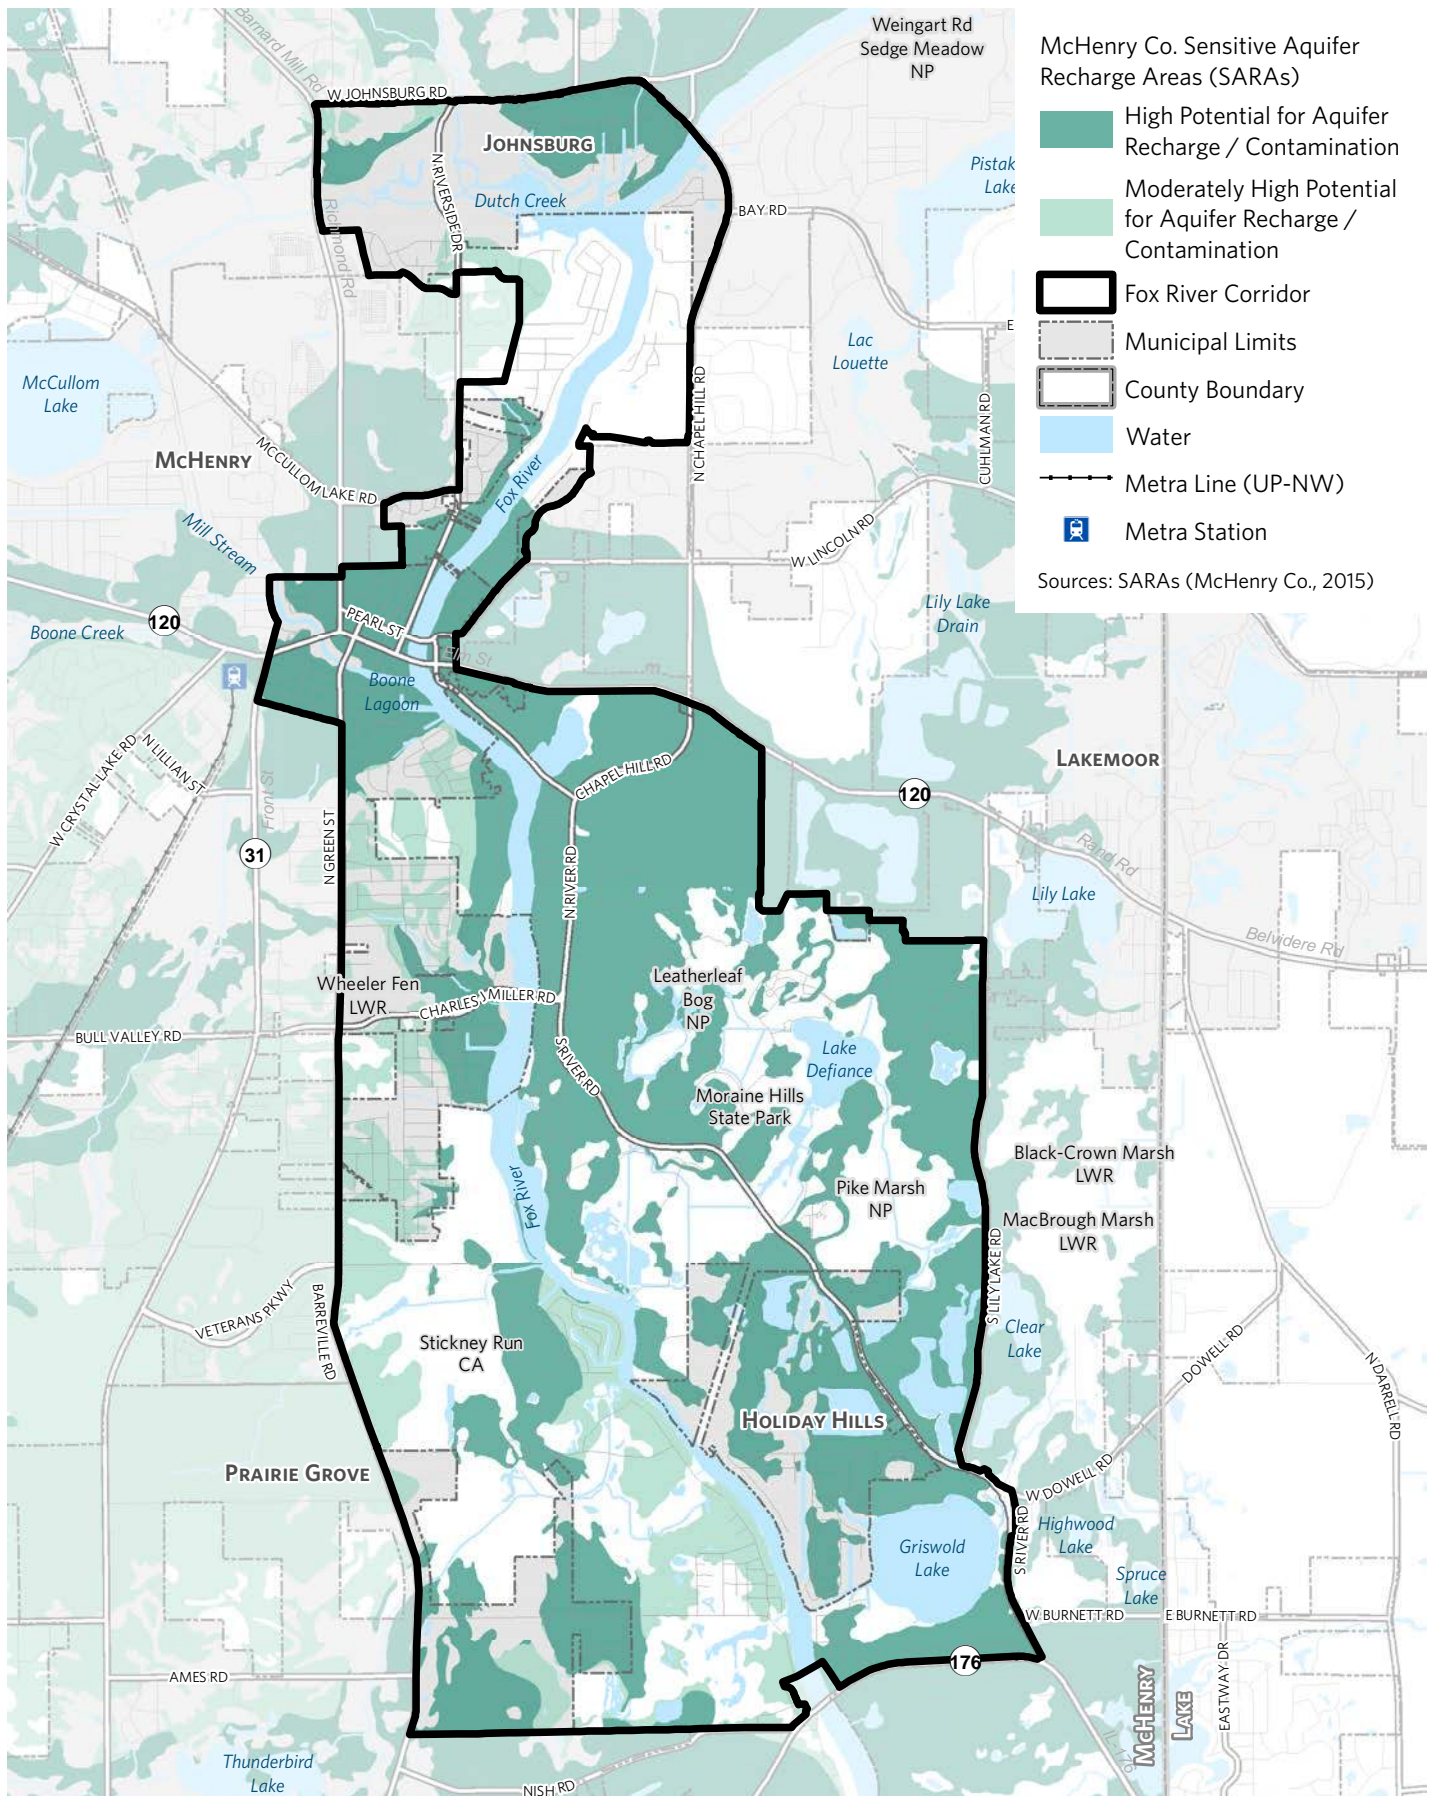 Weingart Rd
Sedge Meadow
NP
McHenry Co. Sensitive Aquifer
Recharge Areas (SARAs)
High Potential for Aquifer
Recharge / Contamination
Moderately High Potential
for Aquifer Recharge /
Contamination
Fox River Corridor
Municipal Limits
County Boundary
Water
Metra Line (UP-NW)
Metra Station
Sources: SARAs (McHenry Co., 2015)
Barnard Mill Rd
W JOHNSBURG RD
JOHNSBURG
N RIVERSIDE DR
Dutch Creek
Pistak
Lake
BAY RD
Richmond Rd
E
Lac
Louette
McCullom
Lake
N CHAPEL HILL RD
CUHLMAN RD
MCHENRY
MCCULLOM LAKE RD
Fox River
Mill Stream
W LINCOLN RD
Lily Lake
Drain
120
Boone Creek
PEARL ST
Elm St
Boone
Lagoon
W CRYSTAL LAKE RD
N LILLIAN ST
LAKEMOOR
CHAPEL HILL RD
120
Front St
N GREEN ST
31
Rand Rd
N RIVER RD
Lily Lake
Belvidere Rd
Wheeler Fen
LWR
Leatherleaf
Bog
NP
CHARLES J MILLER RD
BULL VALLEY RD
S RIVER RD
Lake
Defiance
Moraine Hills
State Park
Black-Crown Marsh
LWR
Pike Marsh
NP
Fox River
MacBrough Marsh
LWR
S LILY LAKE RD
VETERANS PKWY
BARREVILLE RD
Stickney Run
CA
Clear
Lake
DOWELL RD
N DARRELL RD
HOLIDAY HILLS
PRAIRIE GROVE
W DOWELL RD
S RIVER RD
Highwood
Lake
Griswold
Lake
Spruce
Lake
W BURNETT RD
E BURNETT RD
176
AMES RD
EASTWAY DR
MCHENRY
LAKE
Thunderbird
Lake
NISH RD